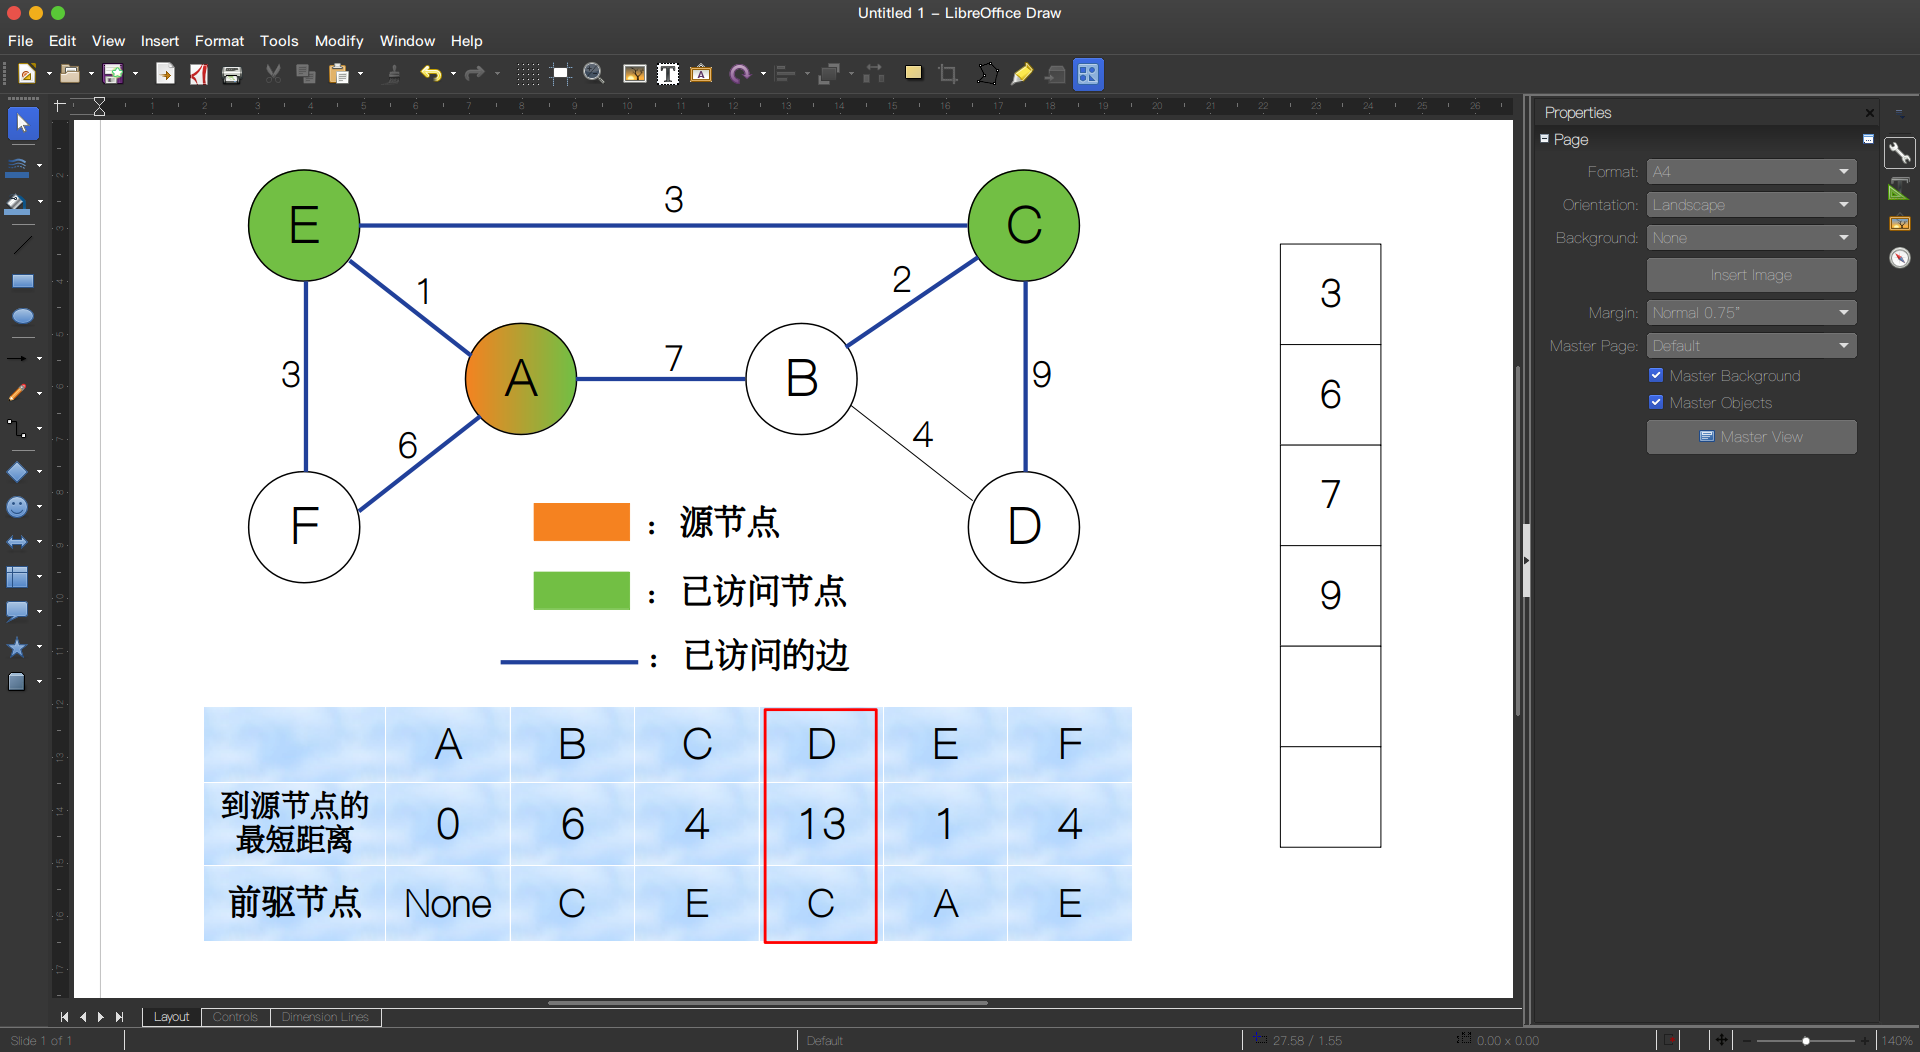 Untitled 1 – LibreOffice Draw
File Edit View Insert Format Tools Modify Window Help
Properties
Page
Format: A4
Orientation: Landscape
Background: None
Insert Image
Margin: Normal 0.75"
Master Page: Default
Master Background
Master Objects
Master View
E 3 C
1 2
3 A 7 B 9
6 4
F D
：源节点
：已访问节点
：已访问的边
3
6
7
9
A B C D E F
到源节点的
最短距离 0 6 4 13 1 4
前驱节点 None C E C A E
Layout Controls Dimension Lines
Slide 1 of 1 Default 27.58 / 1.55 0.00 x 0.00 140%